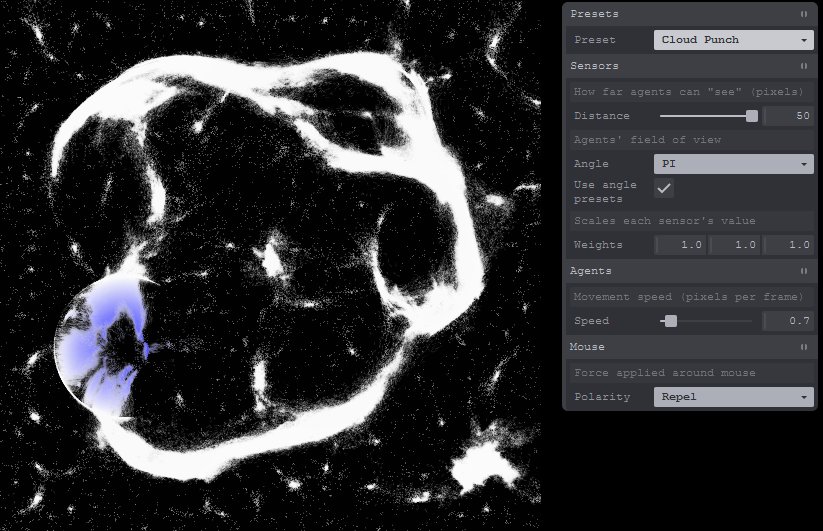 Presets
Preset Cloud Punch
Sensors
How far agents can "see" (pixels)
Distance 50
Agents' field of view
Angle PI
Use angle
presets
Scales each sensor's value
Weights 1.0 1.0 1.0
Agents
Movement speed (pixels per frame)
Speed 0.7
Mouse
Force applied around mouse
Polarity Repel